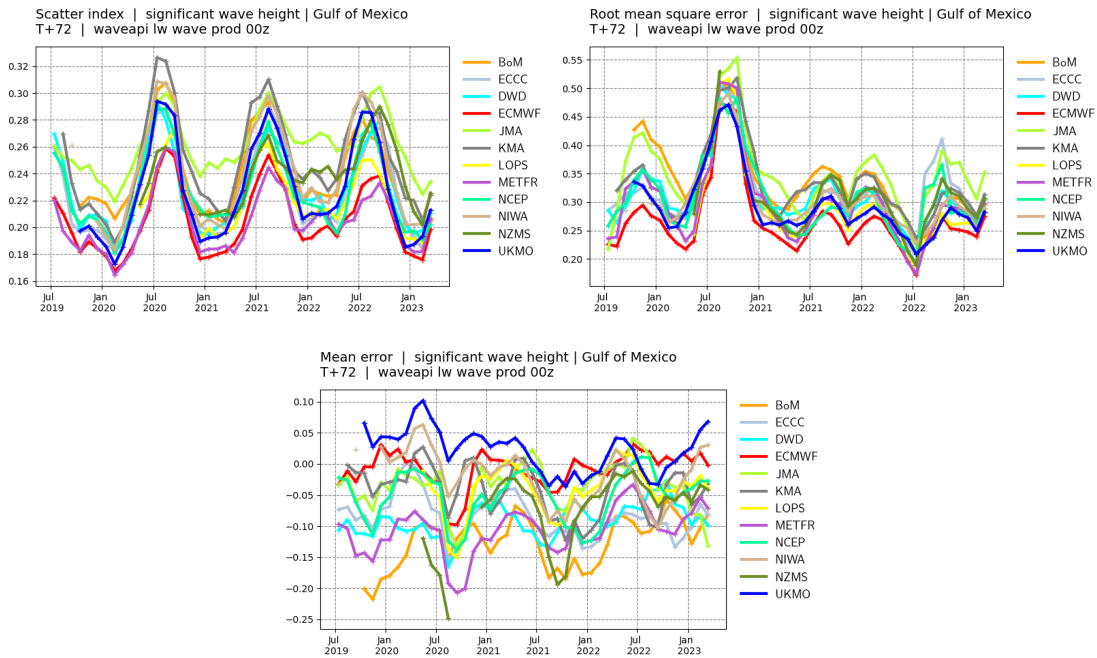 Scatter index | significant wave height | Gulf of Mexico
T+72 | waveapi lw wave prod 00z
0.32
0.30
0.28
0.26
0.24
0.22
0.20
0.18
0.16
Jul
2019
Jan
2020
Jul
2020
Jan
2021
Jul
2021
Jan
2022
Jul
2022
Jan
2023
BoM
ECCC
DWD
ECMWF
JMA
KMA
LOPS
METFR
NCEP
NIWA
NZMS
UKMO
Root mean square error | significant wave height | Gulf of Mexico
T+72 | waveapi lw wave prod 00z
0.55
0.50
0.45
0.40
0.35
0.30
0.25
0.20
Jul
2019
Jan
2020
Jul
2020
Jan
2021
Jul
2021
Jan
2022
Jul
2022
Jan
2023
BoM
ECCC
DWD
ECMWF
JMA
KMA
LOPS
METFR
NCEP
NIWA
NZMS
UKMO
Mean error | significant wave height | Gulf of Mexico
T+72 | waveapi lw wave prod 00z
0.10
0.05
0.00
−0.05
−0.10
−0.15
−0.20
−0.25
Jul
2019
Jan
2020
Jul
2020
Jan
2021
Jul
2021
Jan
2022
Jul
2022
Jan
2023
BoM
ECCC
DWD
ECMWF
JMA
KMA
LOPS
METFR
NCEP
NIWA
NZMS
UKMO